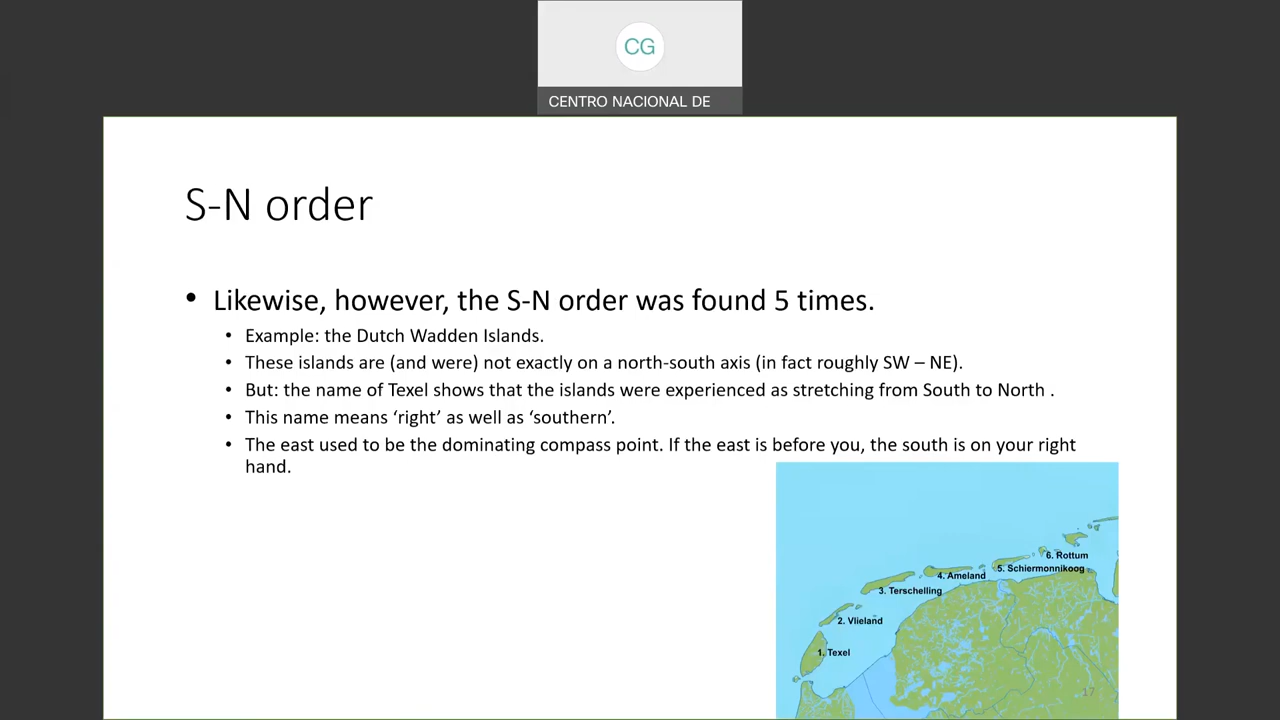 CG
CENTRO NACIONAL DE
S-N order
• Likewise, however, the S-N order was found 5 times.
• Example: the Dutch Wadden Islands.
• These islands are (and were) not exactly on a north-south axis (in fact roughly SW – NE).
• But: the name of Texel shows that the islands were experienced as stretching from South to North .
• This name means ‘right’ as well as ‘southern’.
• The east used to be the dominating compass point. If the east is before you, the south is on your right
hand.
6. Rottum
5. Schiermonnikoog
4. Ameland
3. Terschelling
2. Vlieland
1. Texel
17